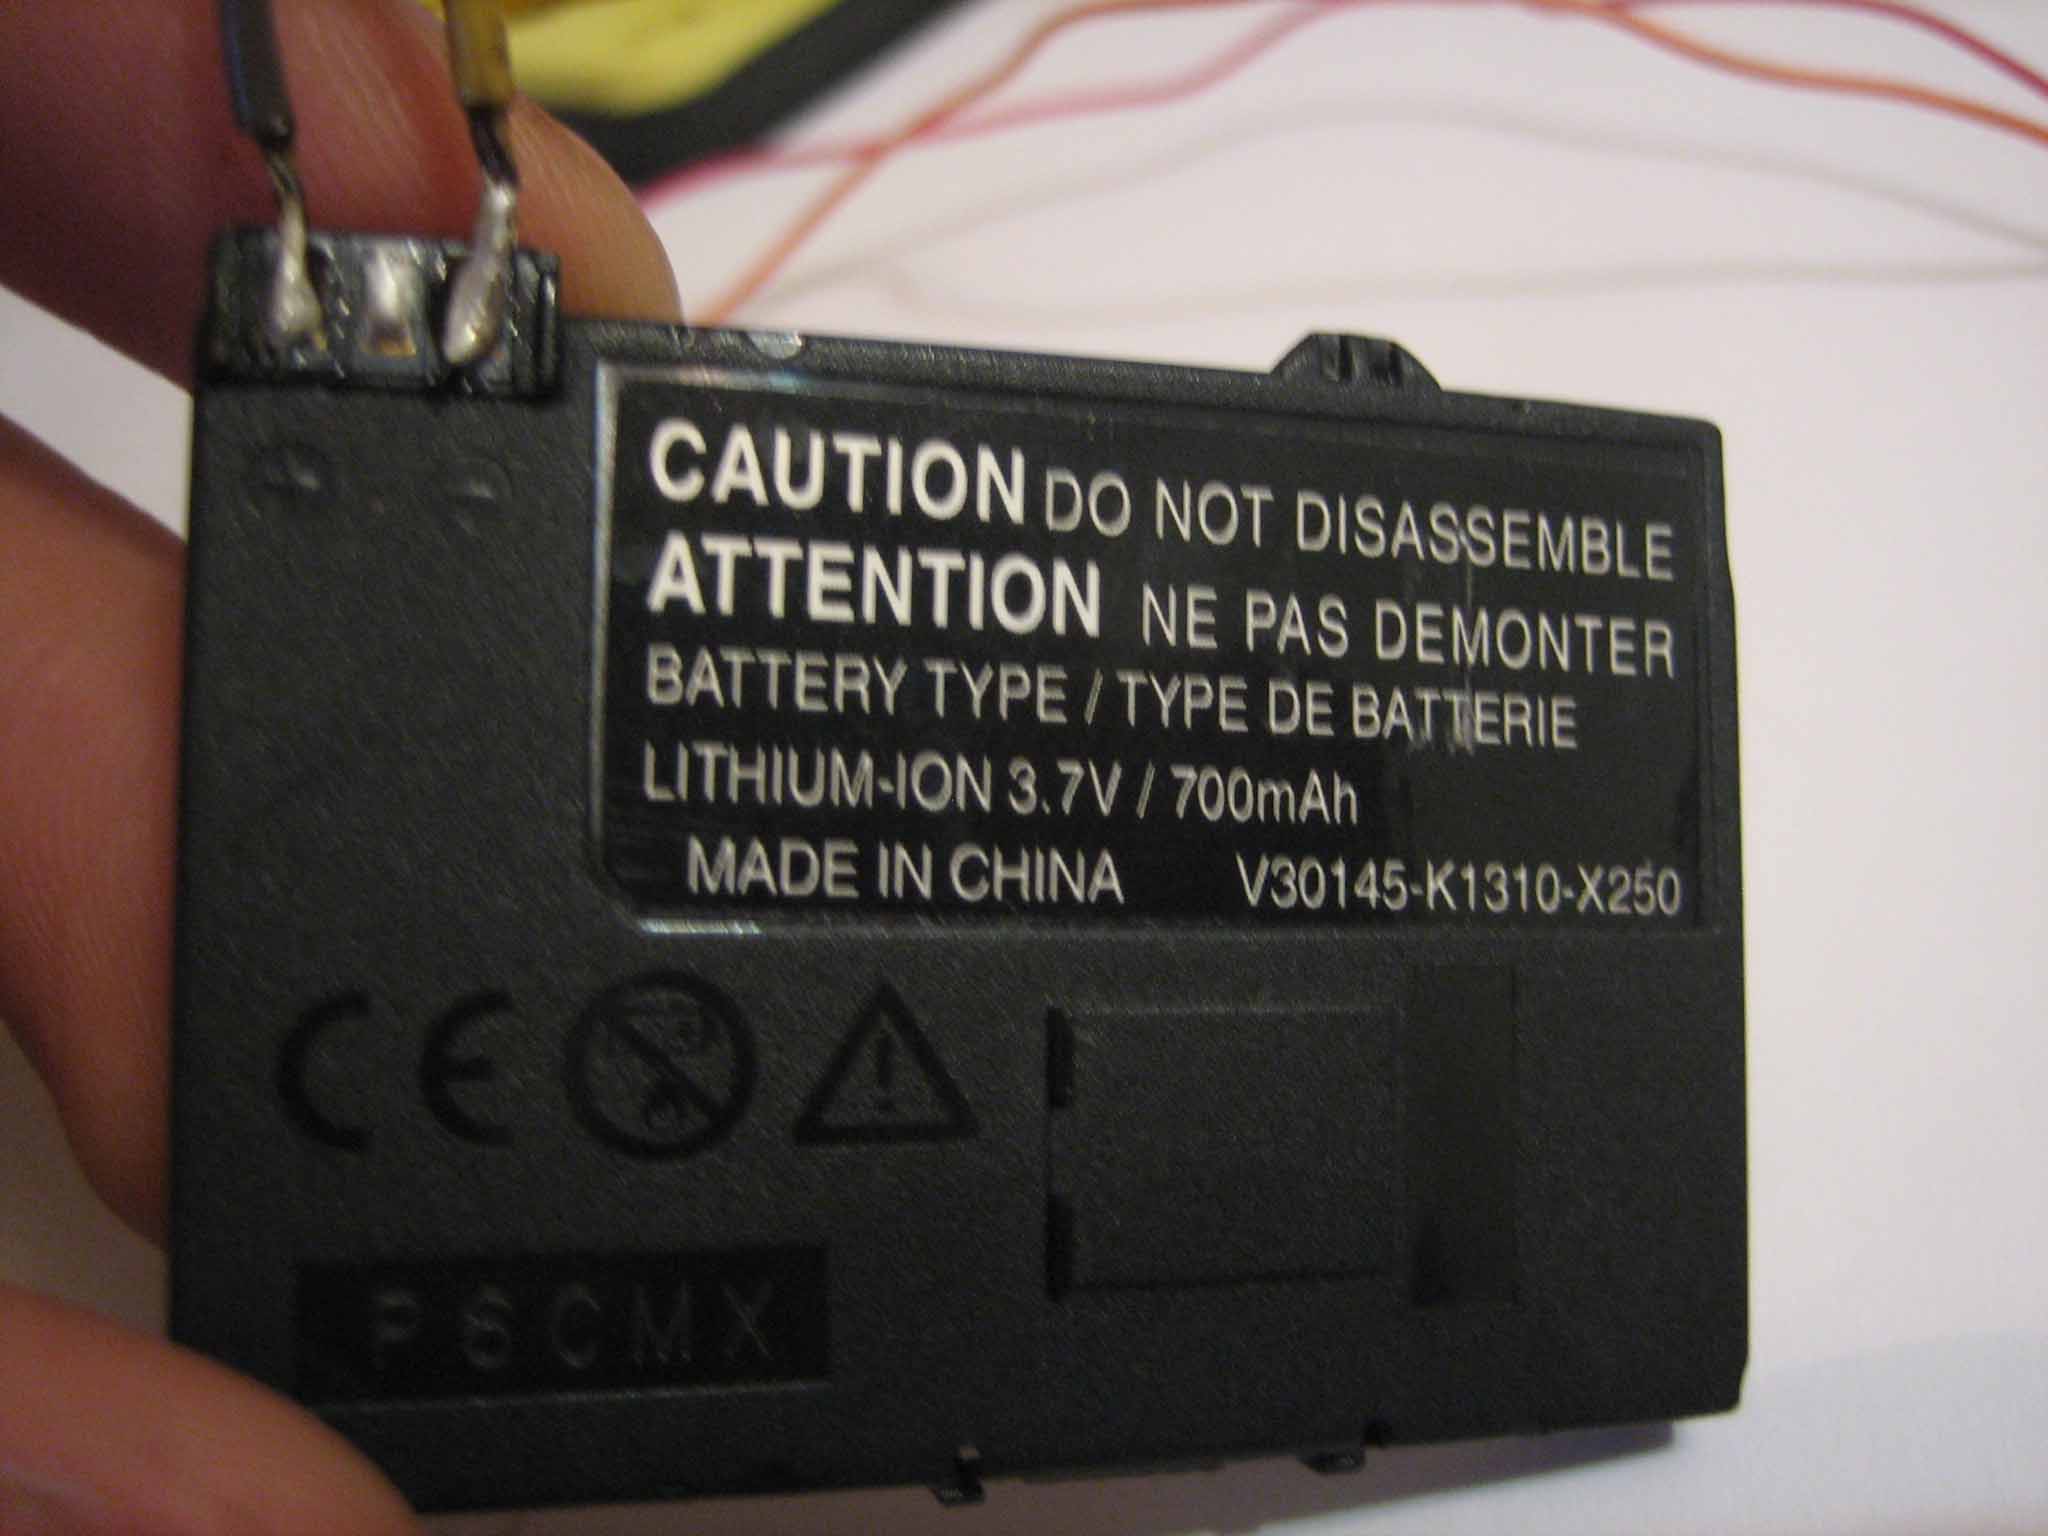 CAUTION DO NOT DISASSEMBLE
ATTENTION NE PAS DEMONTER
BATTERY TYPE / TYPE DE BATTERIE
LITHIUM-ION 3.7V / 700mAh
MADE IN CHINA V30145-K1310-X250
CE
P6CMX